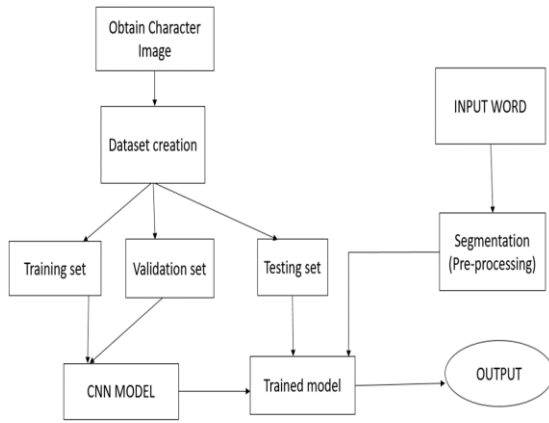 Obtain Character
Image
INPUT WORD
Dataset creation
Segmentation
(Pre-processing)
Training set
Validation set
Testing set
CNN MODEL
Trained model
OUTPUT